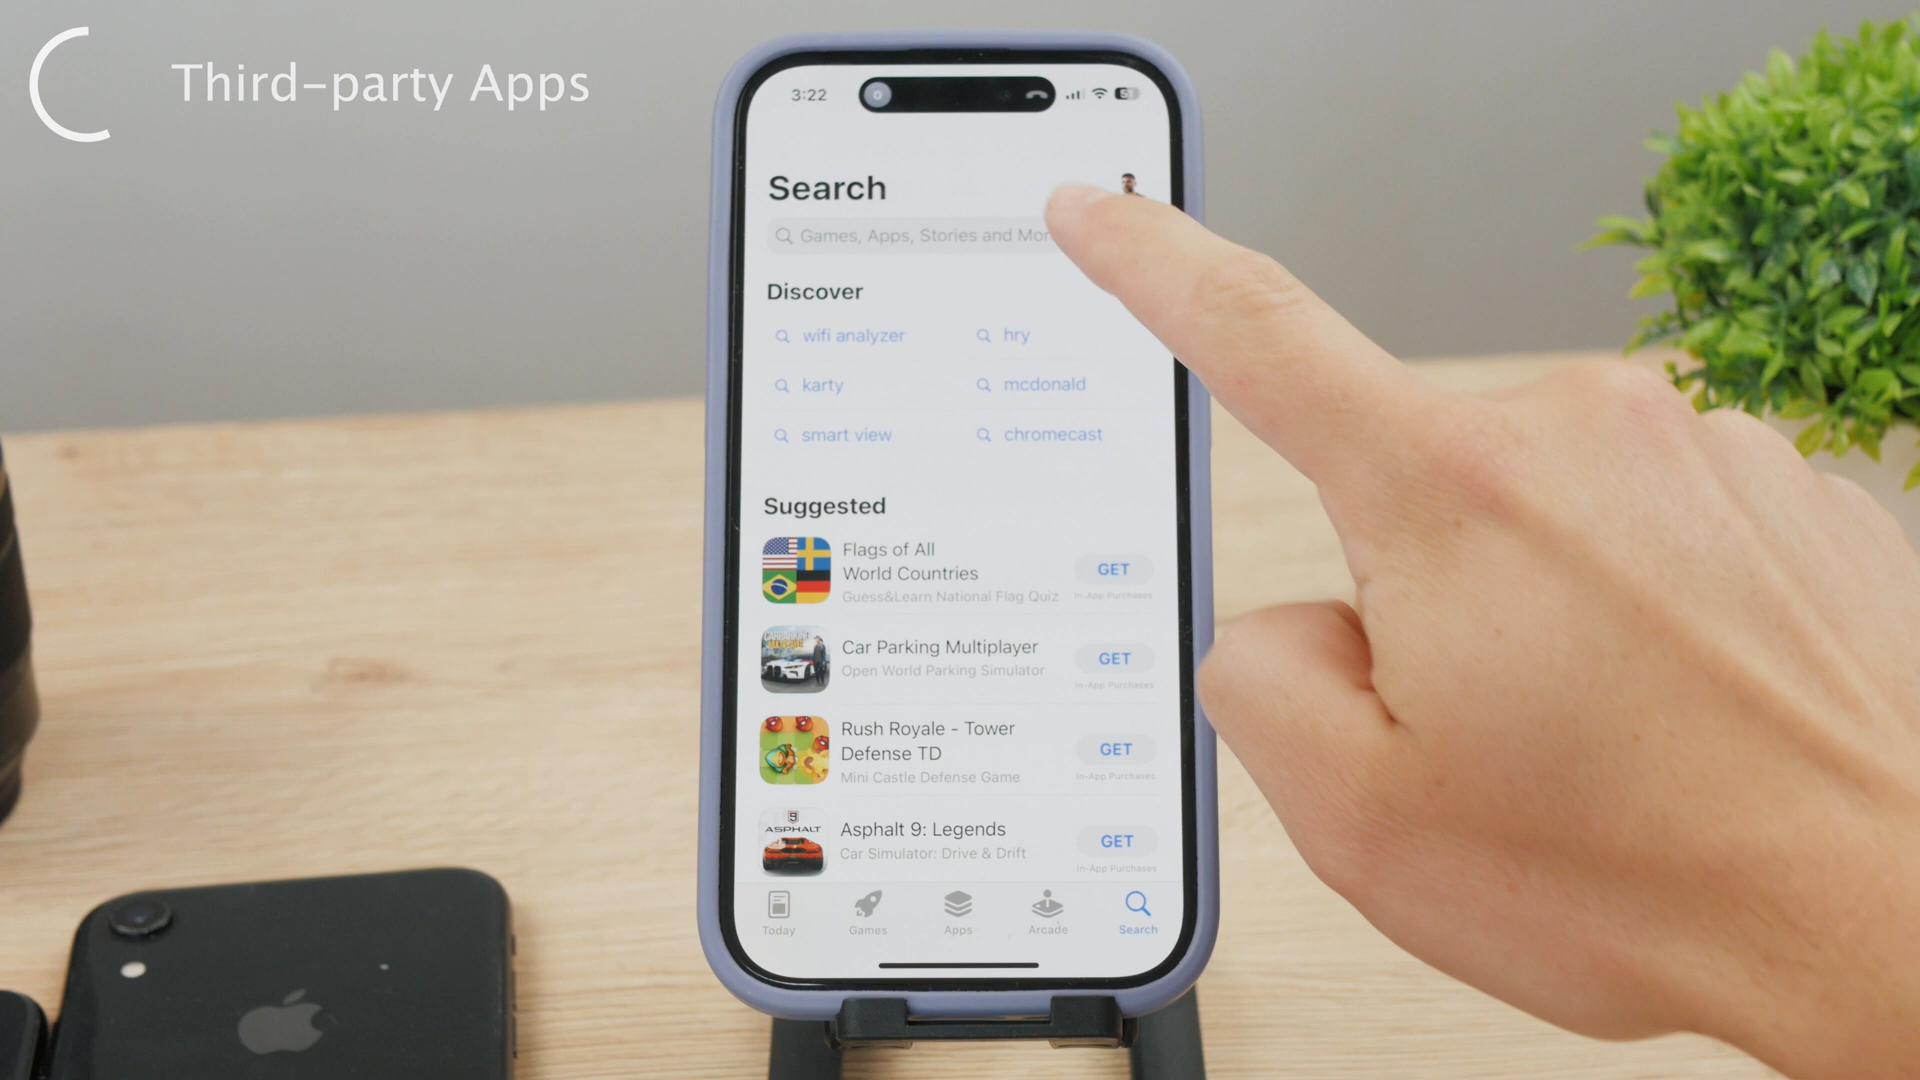 Third-party Apps
3:22
Search
Games, Apps, Stories and Mor
Discover
wifi analyzer
hry
karty
mcdonald
smart view
chromecast
Suggested
Flags of All
World Countries
Guess&Learn National Flag Quiz
GET
In-App Purchases
Car Parking Multiplayer
Open World Parking Simulator
GET
In-App Purchases
Rush Royale - Tower
Defense TD
Mini Castle Defense Game
GET
In-App Purchases
9
ASPHALT
Asphalt 9: Legends
Car Simulator: Drive & Drift
GET
In-App Purchases
Today
Games
Apps
Arcade
Search